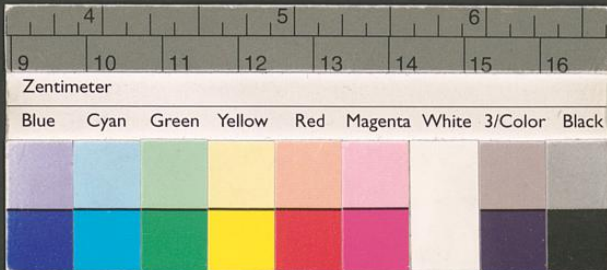 4 5 6
9 10 11 12 13 14 15 16
Zentimeter
Blue Cyan Green Yellow Red Magenta White 3/Color Black